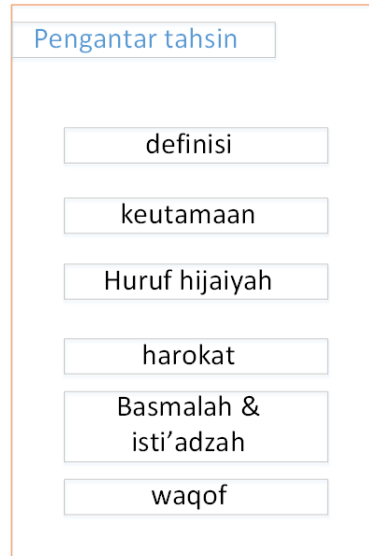 Pengantar tahsin
definisi
keutamaan
Huruf hijaiyah
harokat
Basmalah &
isti’adzah
waqof